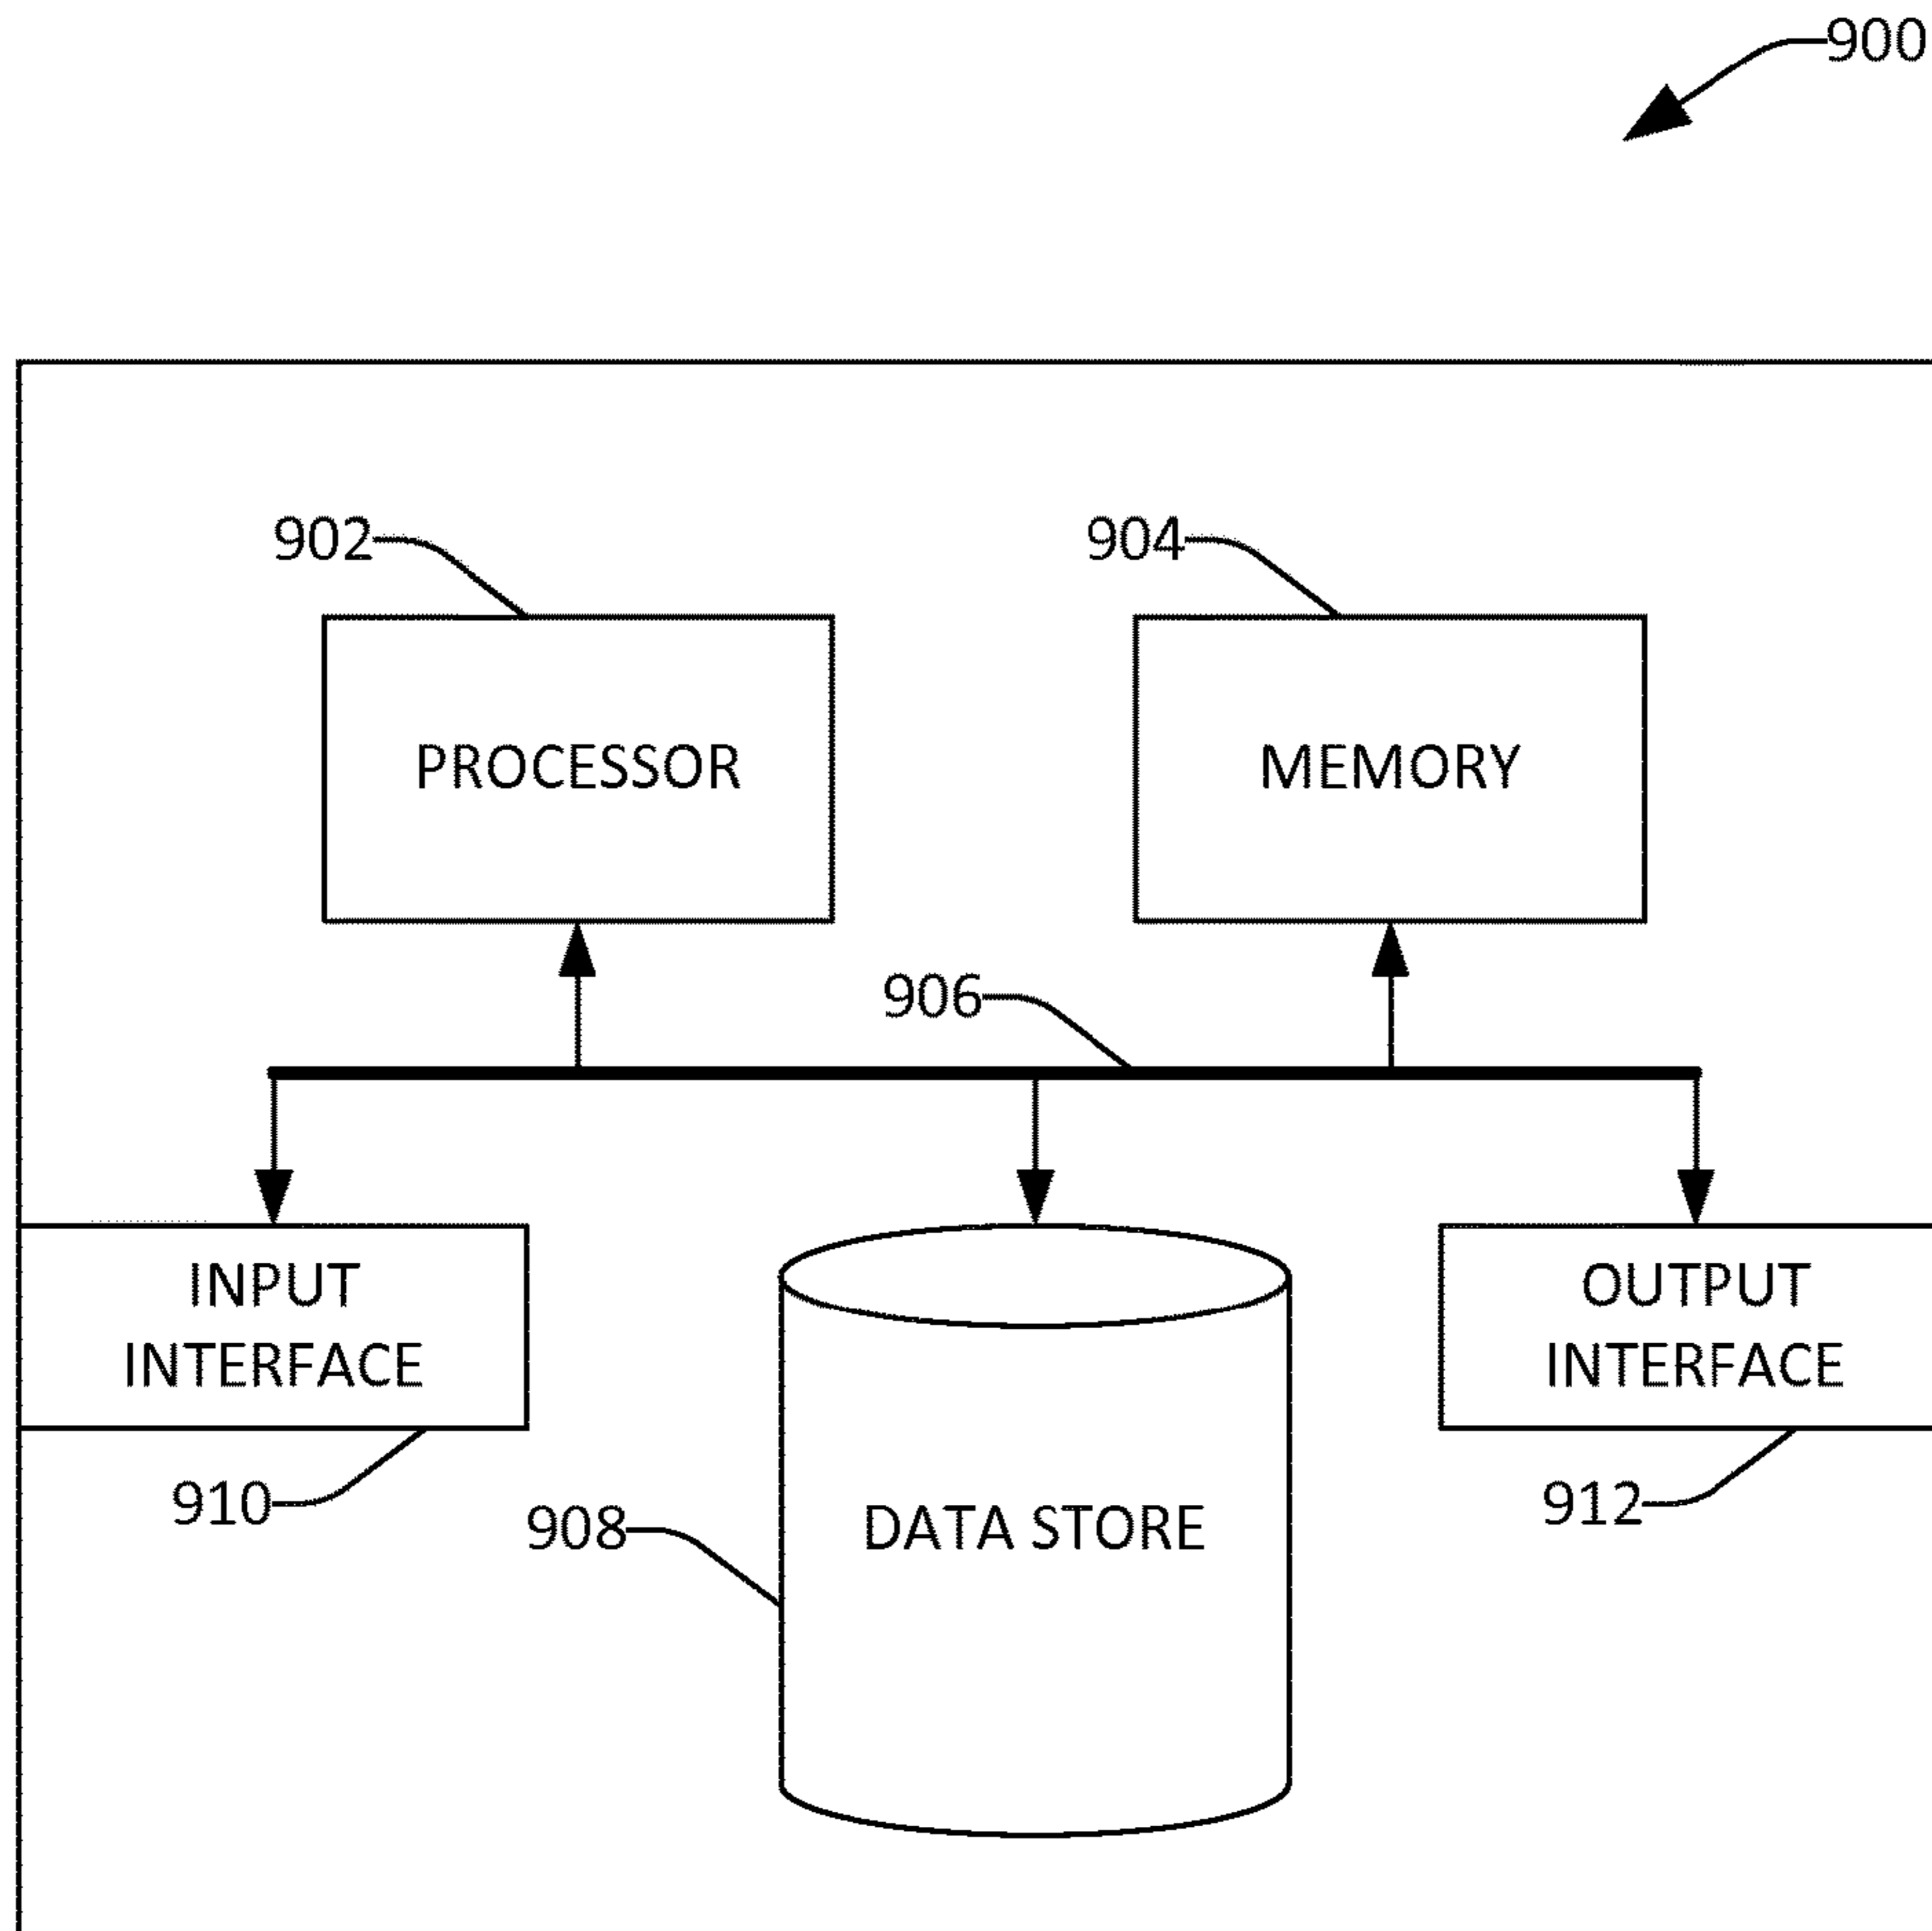 900
902
904
PROCESSOR
MEMORY
906
INPUT
INTERFACE
OUTPUT
INTERFACE
910
908
DATA STORE
912